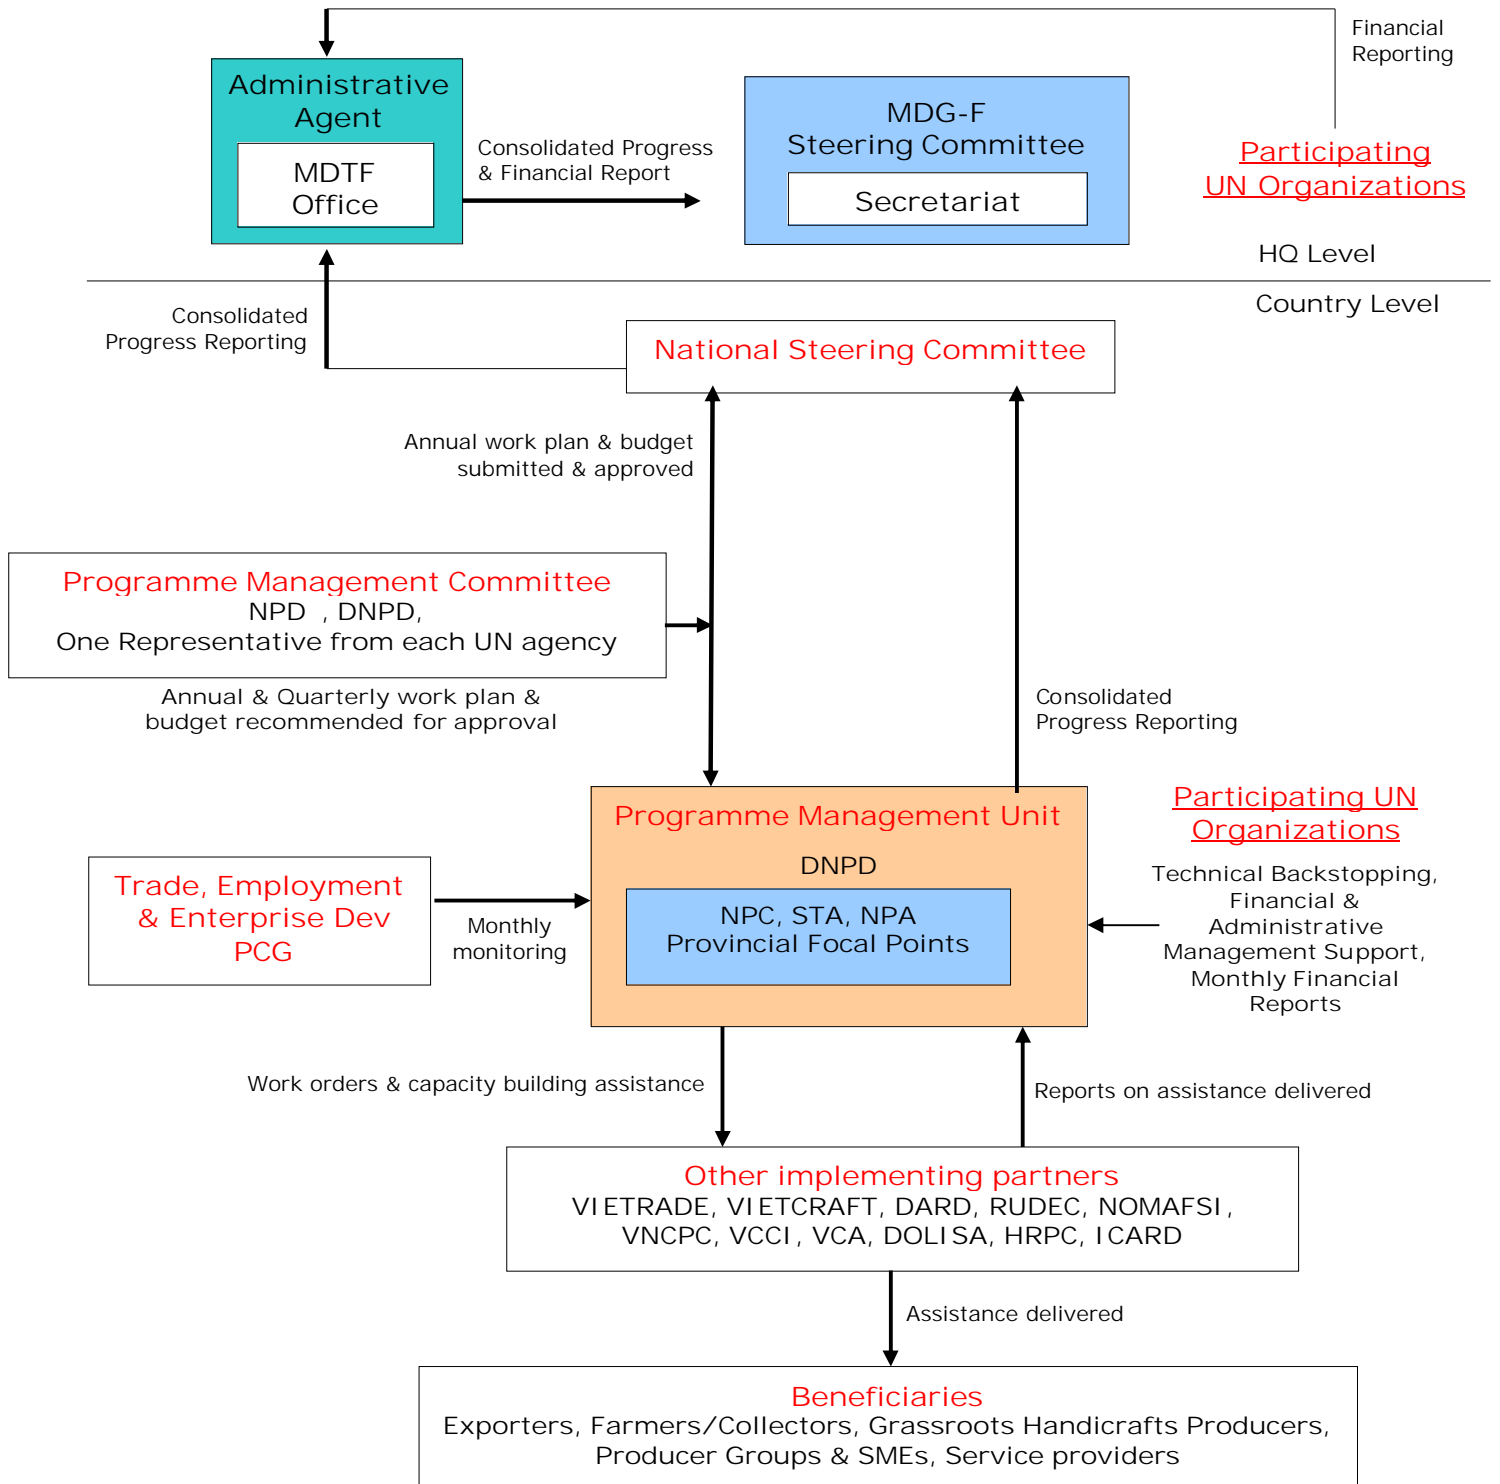 Financial
Reporting
Administrative
Agent
MDTF
Office
Consolidated Progress
& Financial Report
MDG-F
Steering Committee
Secretariat
Participating
UN Organizations
HQ Level
Country Level
Consolidated
Progress Reporting
National Steering Committee
Annual work plan & budget
submitted & approved
Programme Management Committee
NPD , DNPD,
One Representative from each UN agency
Annual & Quarterly work plan &
budget recommended for approval
Consolidated
Progress Reporting
Programme Management Unit
DNPD
NPC, STA, NPA
Provincial Focal Points
Participating UN
Organizations
Technical Backstopping,
Financial &
Administrative
Management Support,
Monthly Financial
Reports
Trade, Employment
& Enterprise Dev
PCG
Monthly
monitoring
Work orders & capacity building assistance
Reports on assistance delivered
Other implementing partners
VIETRADE, VIETCRAFT, DARD, RUDEC, NOMAFSI,
VNCPC, VCCI, VCA, DOLISA, HRPC, ICARD
Assistance delivered
Beneficiaries
Exporters, Farmers/Collectors, Grassroots Handicrafts Producers,
Producer Groups & SMEs, Service providers